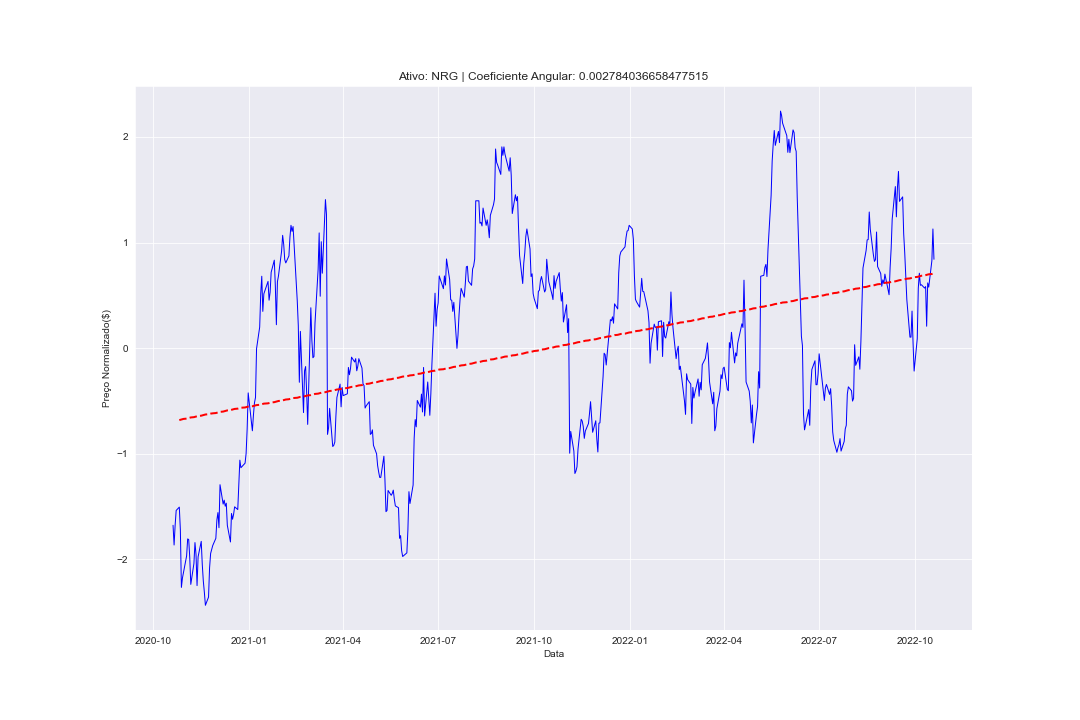 Ativo: NRG | Coeficiente Angular: 0.002784036658477515
Preço Normalizado($)
2
1
0
−1
−2
2020-10 2021-01 2021-04 2021-07 2021-10 2022-01 2022-04 2022-07 2022-10
Data